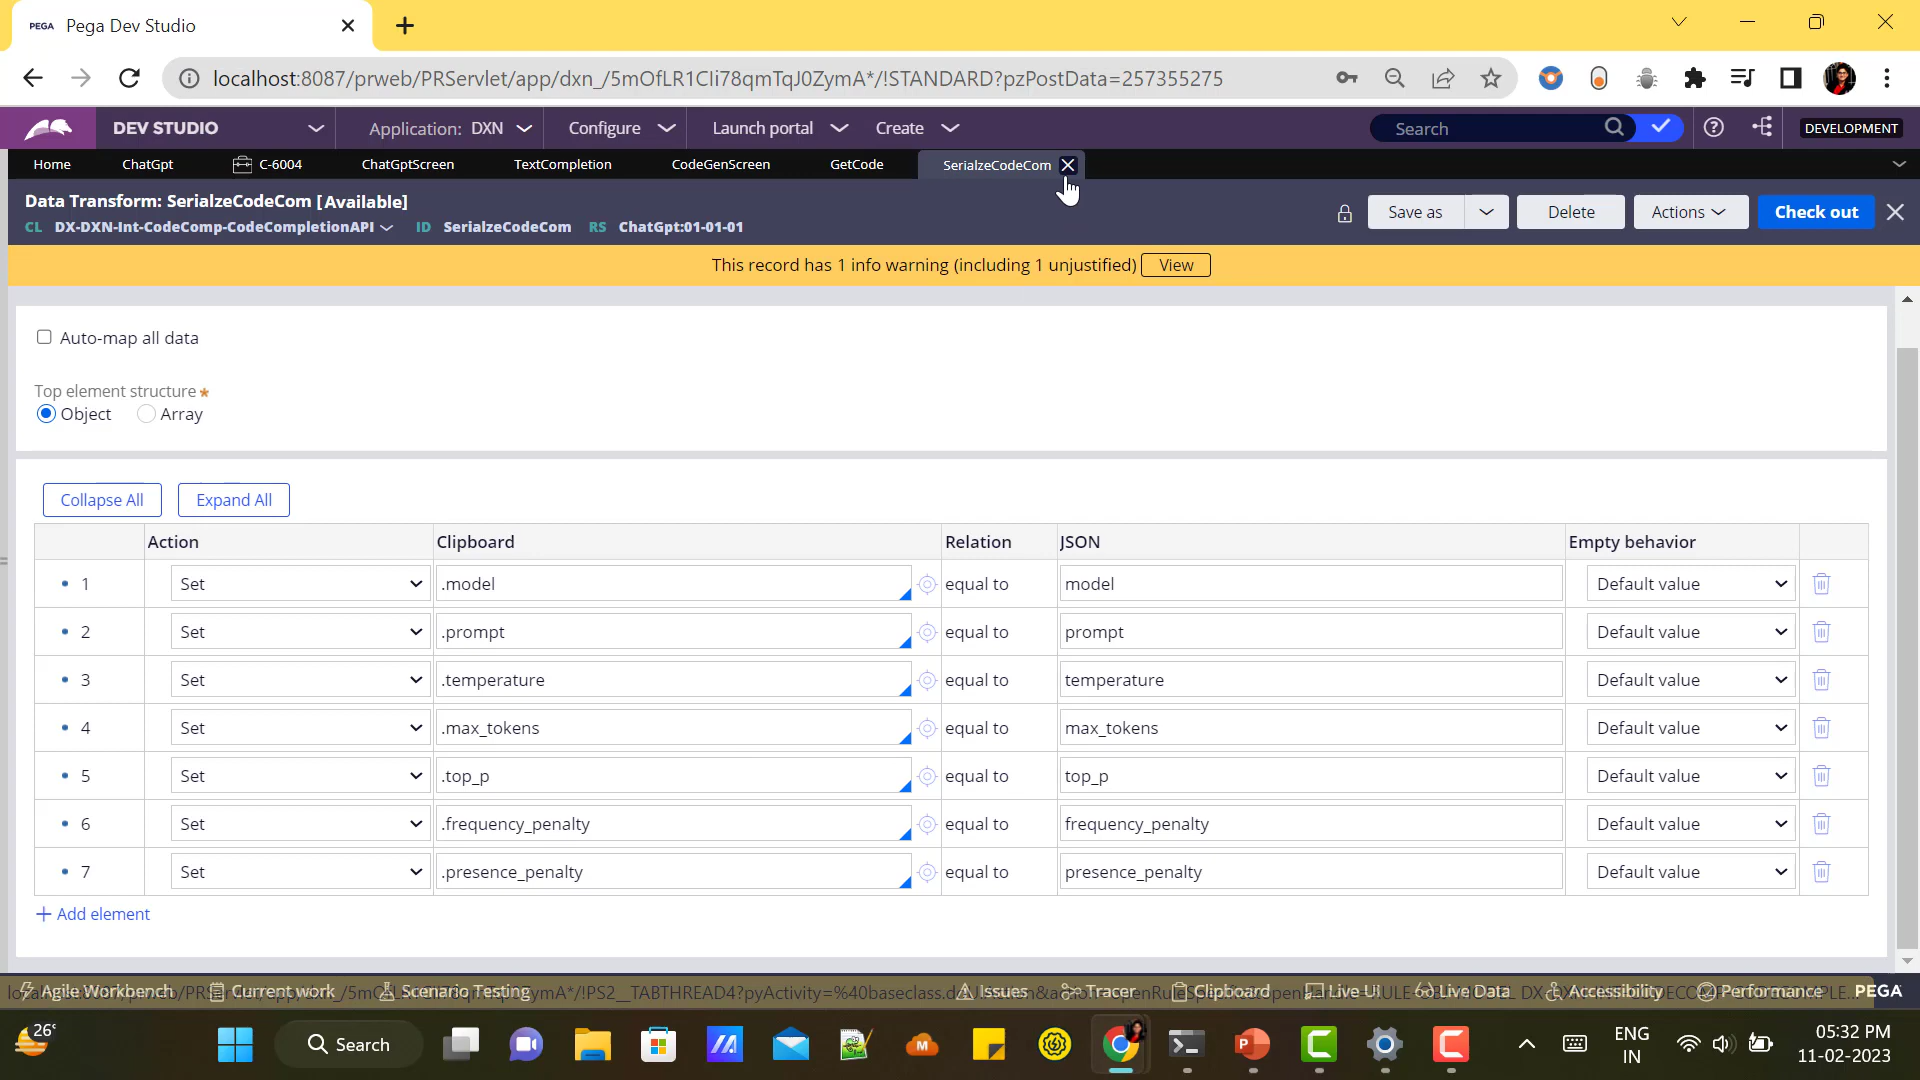 PEGA Pega Dev Studio
localhost:8087/prweb/PRServlet/app/dxn_/5mOfLR1CIi78qmTqJ0ZymA*/!STANDARD?pzPostData=257355275
DEV STUDIO Application: DXN Configure Launch portal Create Search DEVELOPMENT
Home ChatGpt C-6004 ChatGptScreen TextCompletion CodeGenScreen GetCode SerialzeCodeCom
Data Transform: SerialzeCodeCom [Available]
CL DX-DXN-Int-CodeComp-CodeCompletionAPI ID SerialzeCodeCom RS ChatGpt:01-01-01
Save as Delete Actions Check out
This record has 1 info warning (including 1 unjustified) View
Auto-map all data
Top element structure *
Object Array
Collapse All Expand All
Action Clipboard Relation JSON Empty behavior
1 Set .model equal to model Default value
2 Set .prompt equal to prompt Default value
3 Set .temperature equal to temperature Default value
4 Set .max_tokens equal to max_tokens Default value
5 Set .top_p equal to top_p Default value
6 Set .frequency_penalty equal to frequency_penalty Default value
7 Set .presence_penalty equal to presence_penalty Default value
+ Add element
Agile Workbench Current work Scenario Testing Issues Tracer Clipboard Live UI Live Data Accessibility Performance PEGA
26° Search ENG IN 05:32 PM
11-02-2023